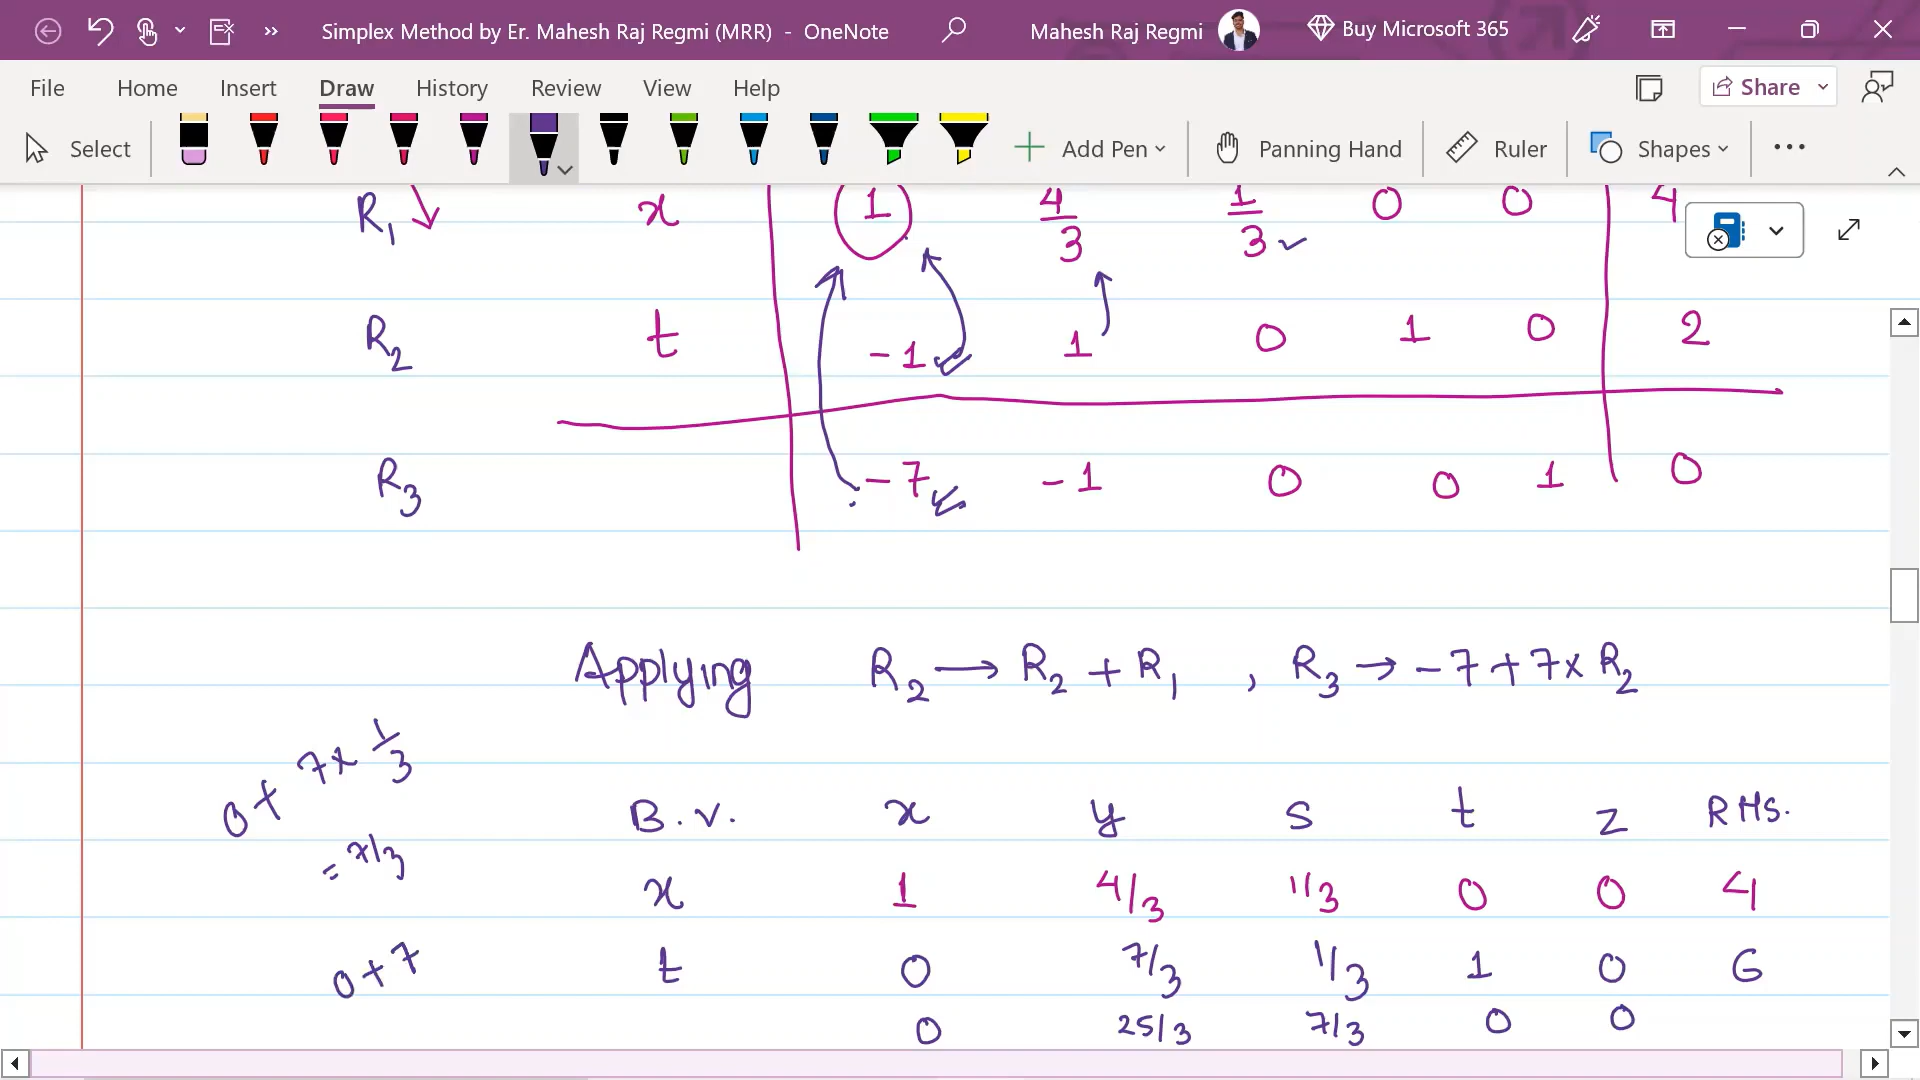 Simplex Method by Er. Mahesh Raj Regmi (MRR) - OneNote
Mahesh Raj Regmi
Buy Microsoft 365
File Home Insert Draw History Review View Help
Share
Select
Add Pen
Panning Hand
Ruler
Shapes
R₁ ↓ x 1 4/3 1/3 ✓ 0 0 4
R₂ t -1 1 0 1 0 2
R₃ -7 -1 0 0 1 0
Applying R₂ → R₂ + R₁ , R₃ → -7 + 7 x R₂
0 + 7 x 1/3
= 7/3
0 + 7
B.v. x y s t z RHs.
x 1 4/3 1/3 0 0 4
t 0 7/3 1/3 1 0 6
0 25/3 7/3 0 0